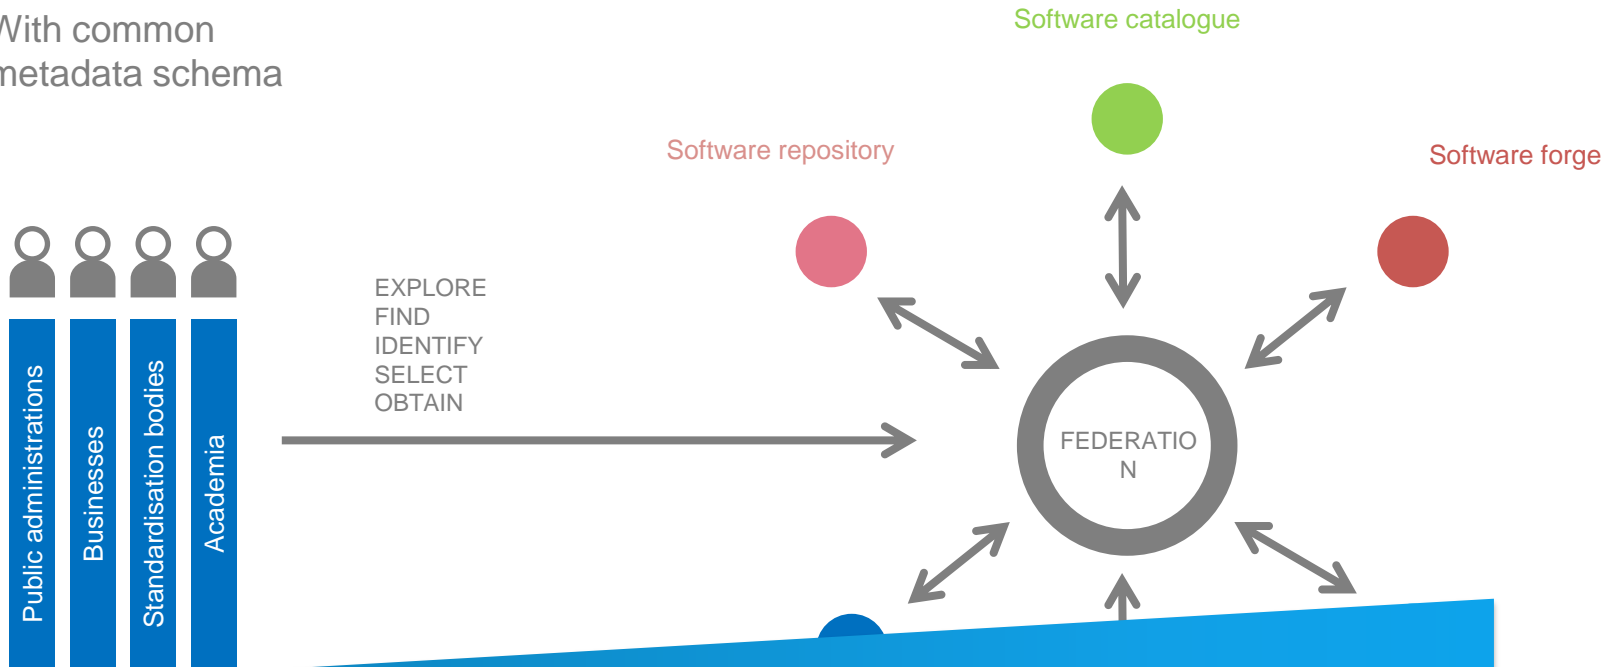 With common
metadata schema
Software catalogue
Software repository
Software forge
EXPLORE
FIND
IDENTIFY
SELECT
OBTAIN
FEDERATIO
N
Public administrations
Businesses
Standardisation bodies
Academia